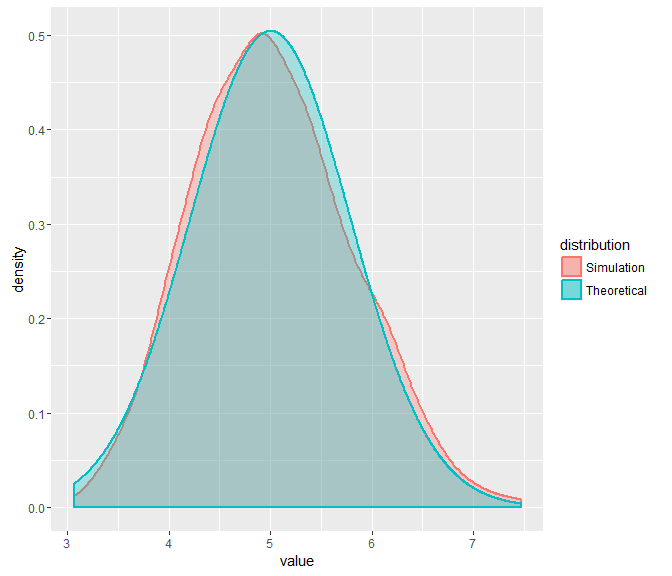 0.5
0.4
0.3
0.2
0.1
0.0
density
3 4 5 6 7
value
distribution
Simulation
Theoretical